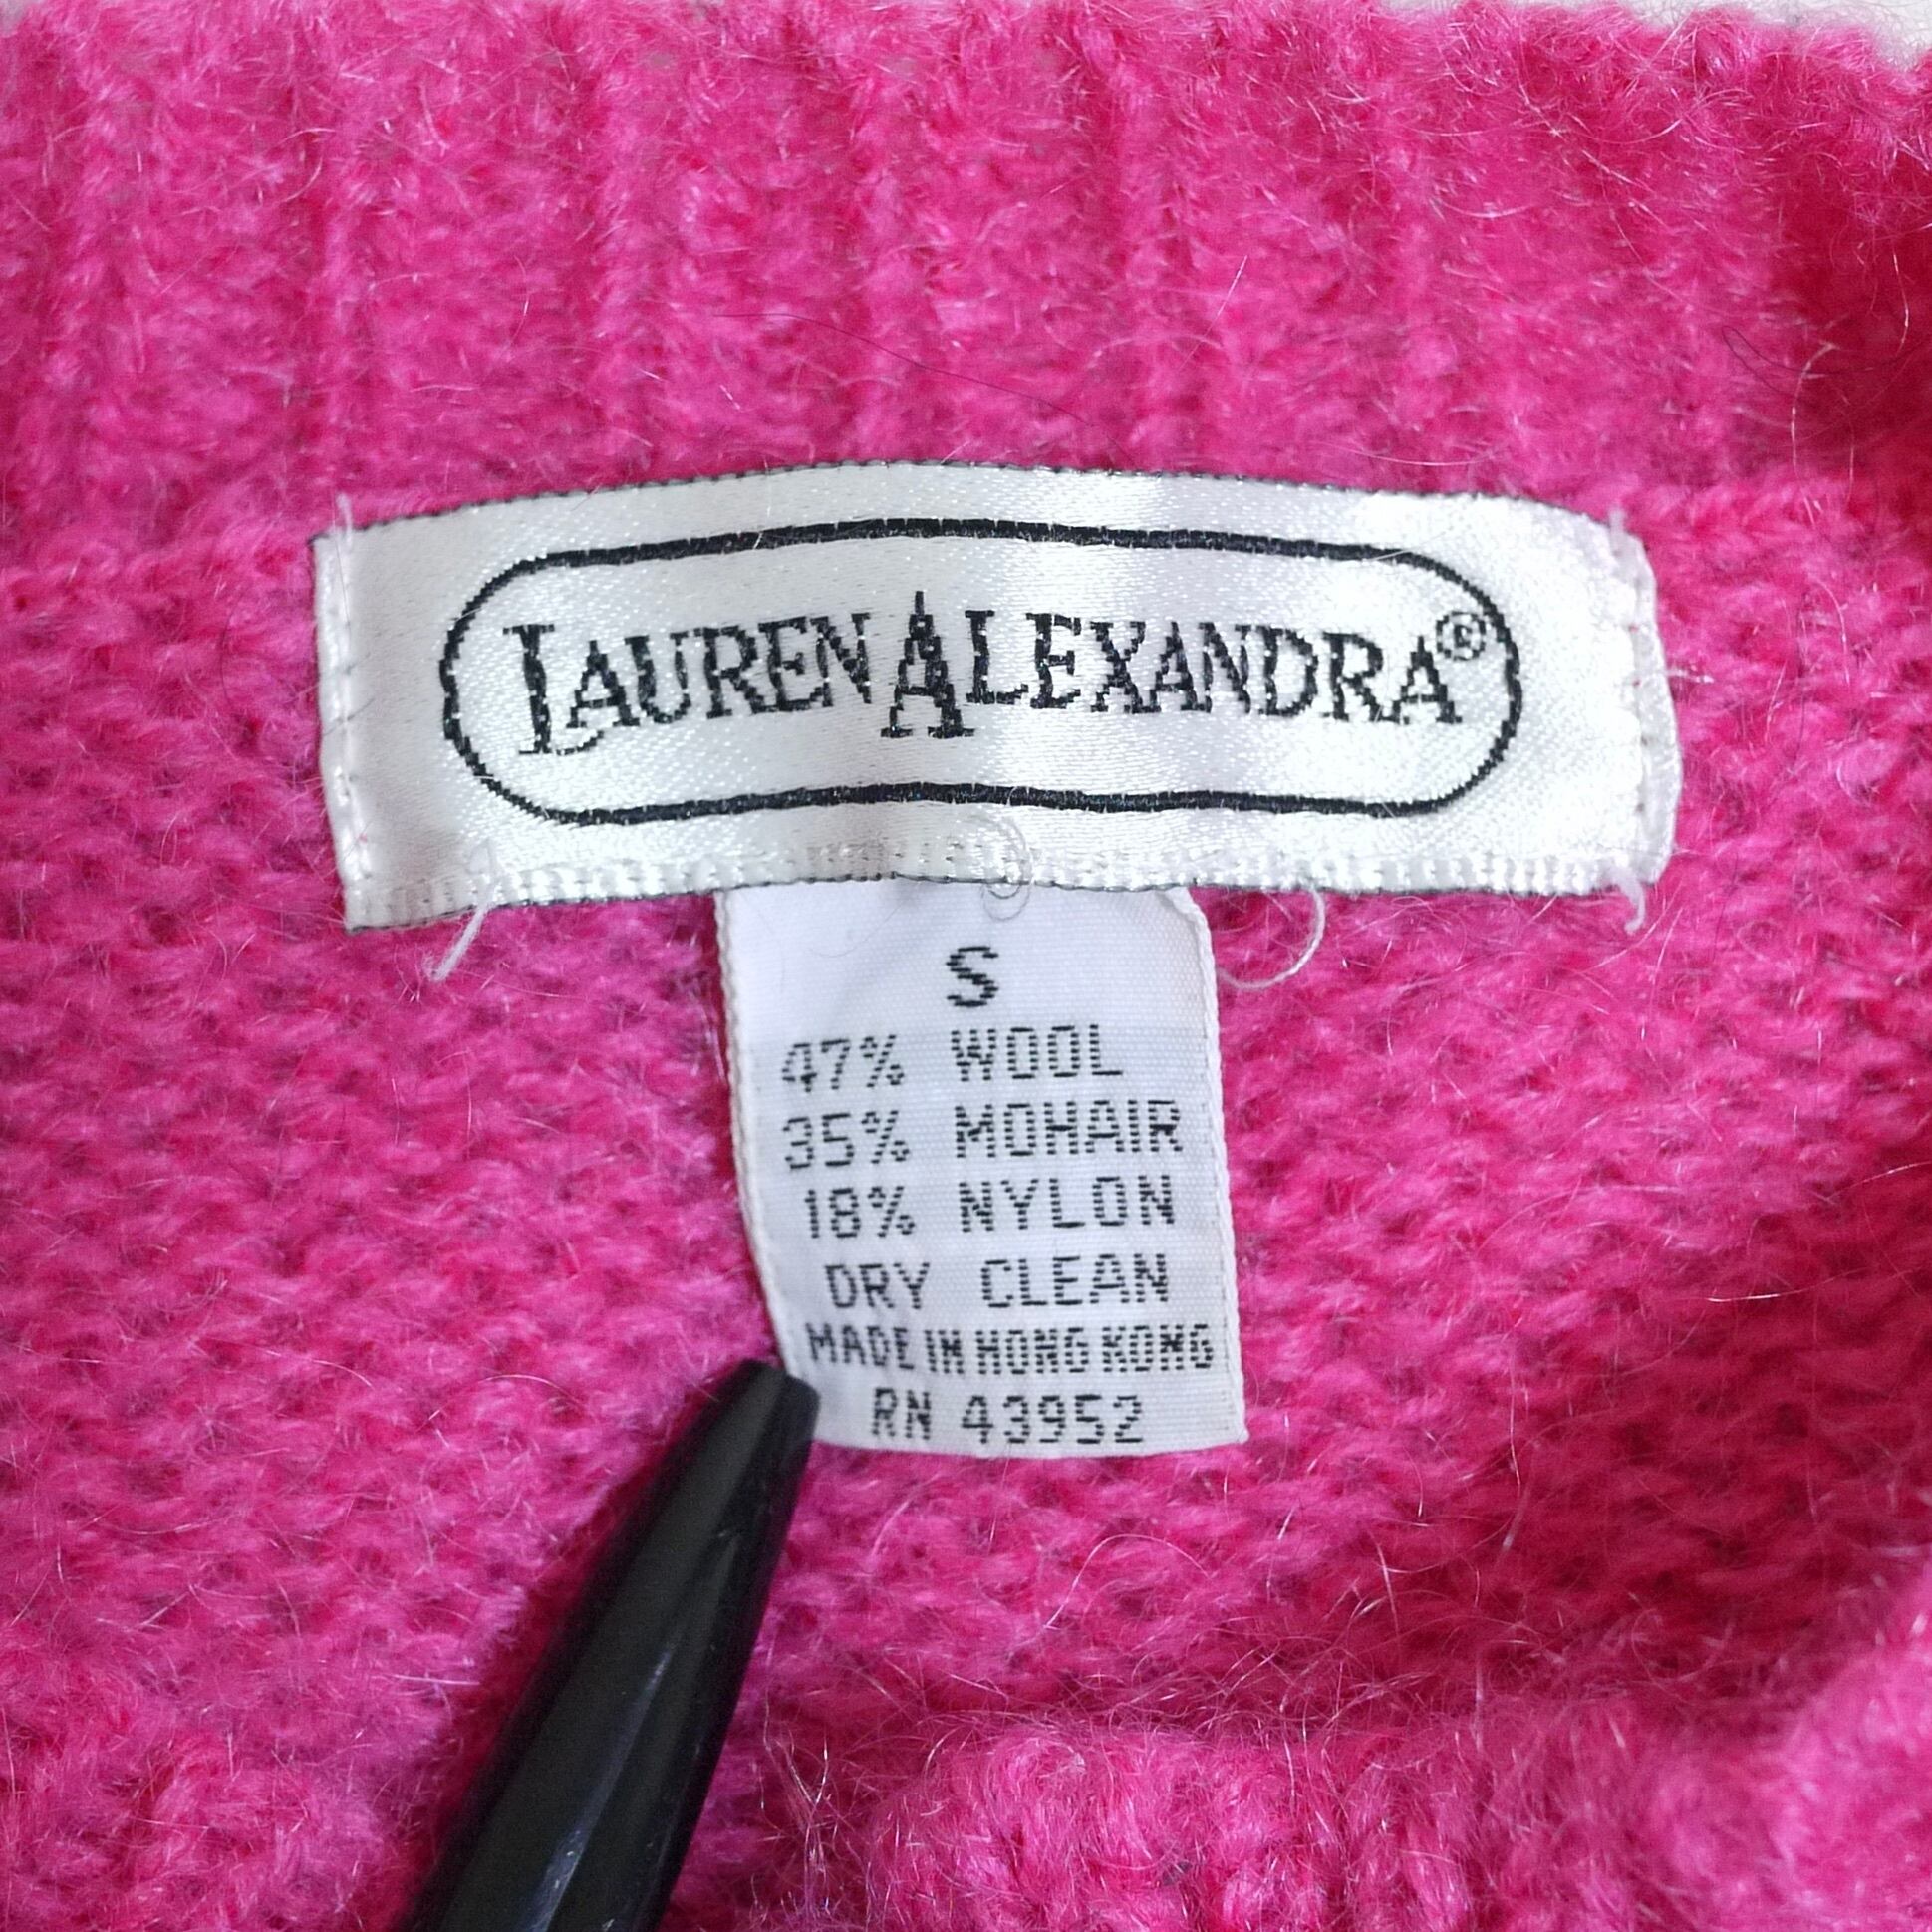 LAUREN ALEXANDRA®
S
47% WOOL
35% MOHAIR
18% NYLON
DRY CLEAN
MADE IN HONG KONG
RN 43952